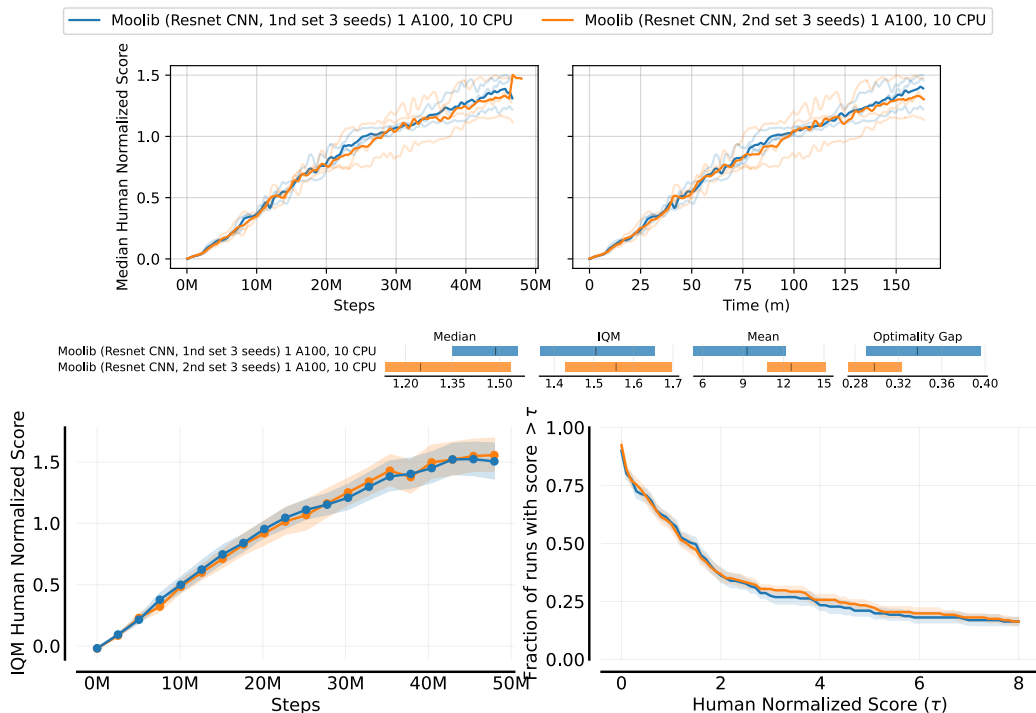 Moolib (Resnet CNN, 1nd set 3 seeds) 1 A100, 10 CPU
Moolib (Resnet CNN, 2nd set 3 seeds) 1 A100, 10 CPU
Median Human Normalized Score
1.5
1.0
0.5
0.0
0M 10M 20M 30M 40M 50M
Steps
0 25 50 75 100 125 150
Time (m)
Median IQM Mean Optimality Gap
Moolib (Resnet CNN, 1nd set 3 seeds) 1 A100, 10 CPU
Moolib (Resnet CNN, 2nd set 3 seeds) 1 A100, 10 CPU
1.20 1.35 1.50 1.4 1.5 1.6 1.7 6 9 12 15 0.28 0.32 0.36 0.40
IQM Human Normalized Score
1.5
1.0
0.5
0.0
0M 10M 20M 30M 40M 50M
Steps
Fraction of runs with score > τ
1.00
0.75
0.50
0.25
0.00
0 2 4 6 8
Human Normalized Score (τ)